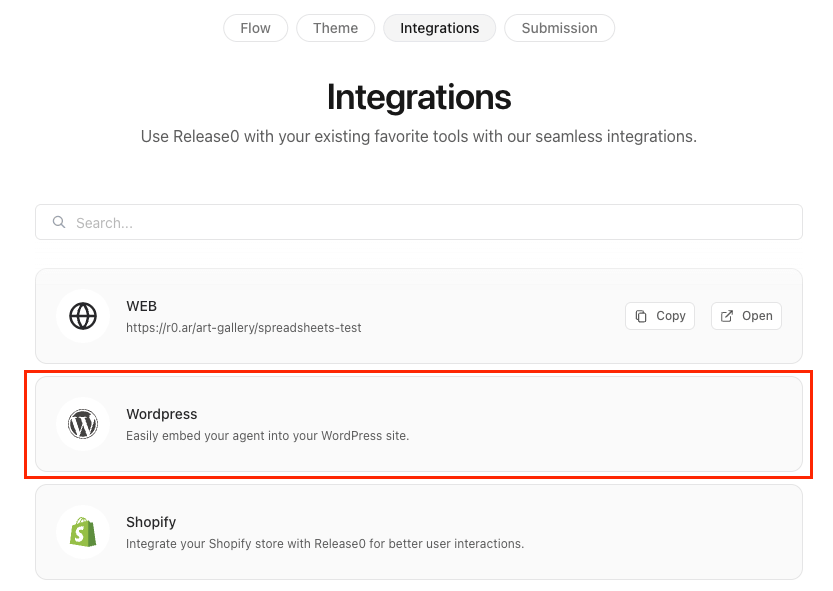 Flow
Theme
Integrations
Submission
Integrations
Use Release0 with your existing favorite tools with our seamless integrations.
Search...
WEB
https://r0.ar/art-gallery/spreadsheets-test
Copy
Open
Wordpress
Easily embed your agent into your WordPress site.
Shopify
Integrate your Shopify store with Release0 for better user interactions.